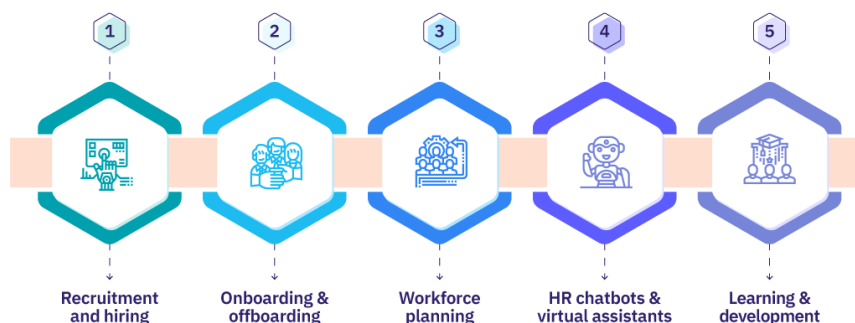 1
2
3
4
5
Recruitment
and hiring
Onboarding &
offboarding
Workforce
planning
HR chatbots &
virtual assistants
Learning &
development